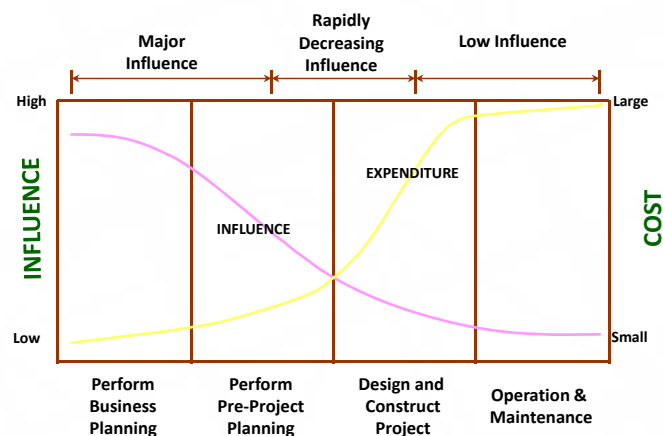 Major
Influence
Rapidly
Decreasing
Influence
Low Influence
High
Large
INFLUENCE
EXPENDITURE
INFLUENCE
COST
Low
Small
Perform
Business
Planning
Perform
Pre-Project
Planning
Design and
Construct
Project
Operation &
Maintenance